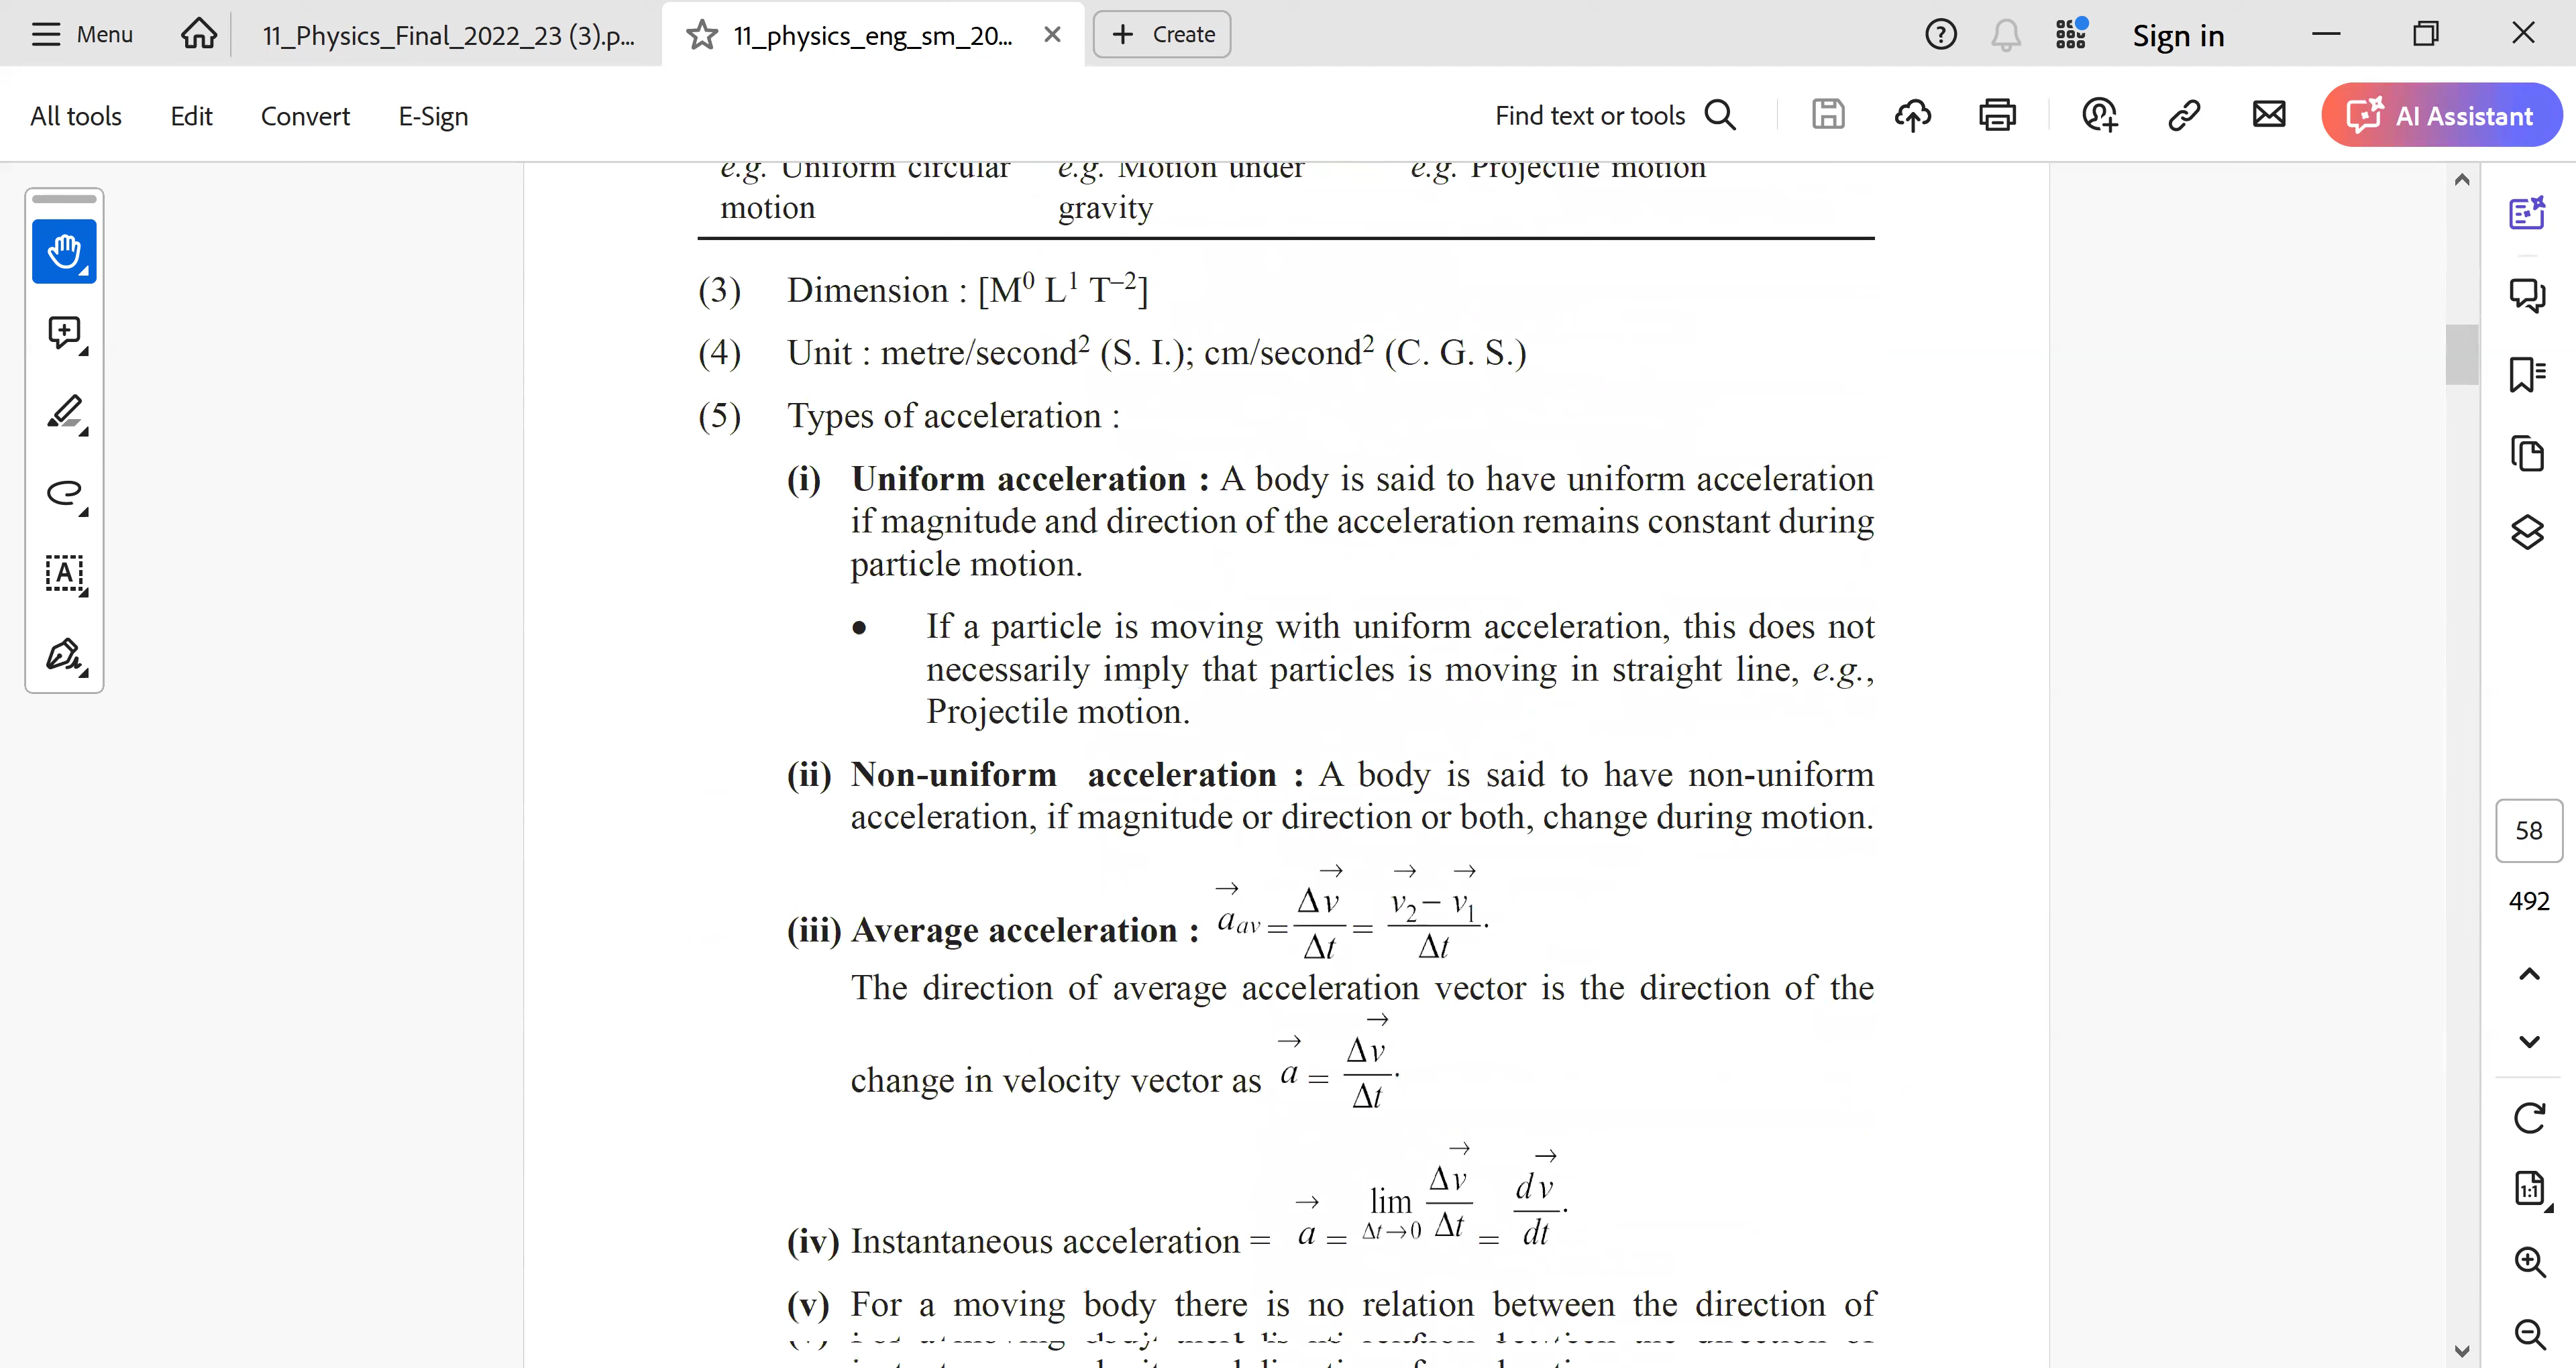 Menu
11_Physics_Final_2022_23 (3).p...
11_physics_eng_sm_20...
Create
Sign in
All tools
Edit
Convert
E-Sign
Find text or tools
AI Assistant
e.g. Uniform circular motion
e.g. Motion under gravity
e.g. Projectile motion
(3) Dimension : [M⁰ L¹ T⁻²]
(4) Unit : metre/second² (S. I.); cm/second² (C. G. S.)
(5) Types of acceleration :
(i) Uniform acceleration : A body is said to have uniform acceleration
if magnitude and direction of the acceleration remains constant during
particle motion.
• If a particle is moving with uniform acceleration, this does not
necessarily imply that particles is moving in straight line, e.g.,
Projectile motion.
(ii) Non-uniform acceleration : A body is said to have non-uniform
acceleration, if magnitude or direction or both, change during motion.
(iii) Average acceleration : a⃗_av = Δv⃗/Δt = (v⃗₂ − v⃗₁)/Δt.
The direction of average acceleration vector is the direction of the
change in velocity vector as a⃗ = Δv⃗/Δt.
(iv) Instantaneous acceleration = a⃗ = lim Δt→0 Δv⃗/Δt = dv⃗/dt.
(v) For a moving body there is no relation between the direction of
58
492
1:1